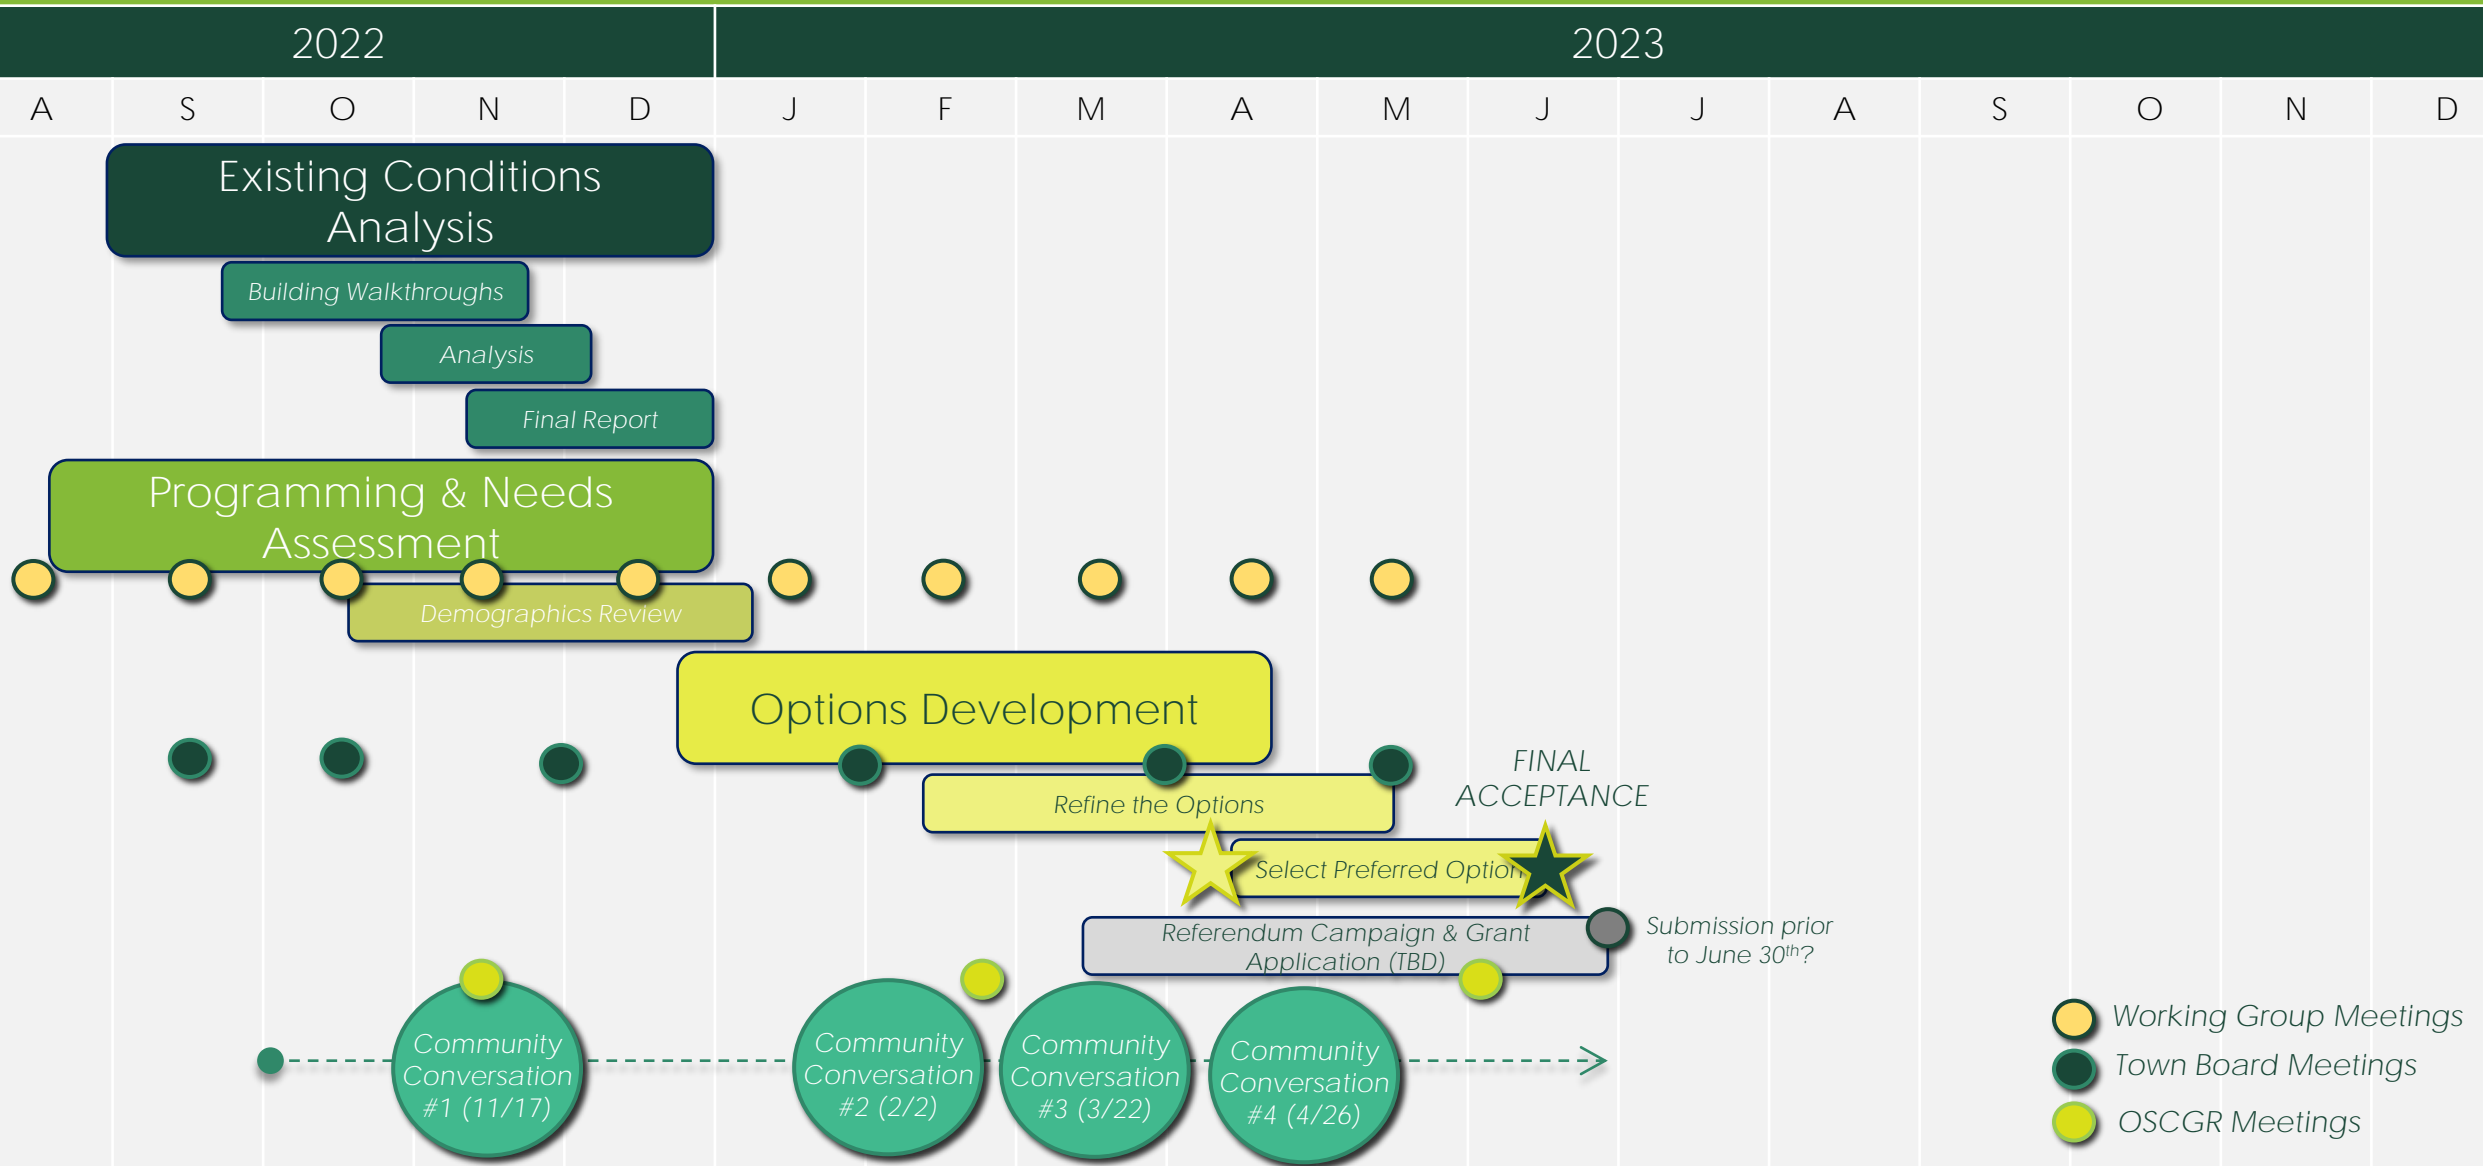 2022
2023
A S O N D J F M A M J J A S O N D
Existing Conditions
Analysis
Building Walkthroughs
Analysis
Final Report
Programming & Needs
Assessment
Demographics Review
Options Development
FINAL
ACCEPTANCE
Refine the Options
Select Preferred Option
Referendum Campaign & Grant
Application (TBD)
Submission prior
to June 30th?
Community
Conversation
#1 (11/17)
Community
Conversation
#2 (2/2)
Community
Conversation
#3 (3/22)
Community
Conversation
#4 (4/26)
Working Group Meetings
Town Board Meetings
OSCGR Meetings